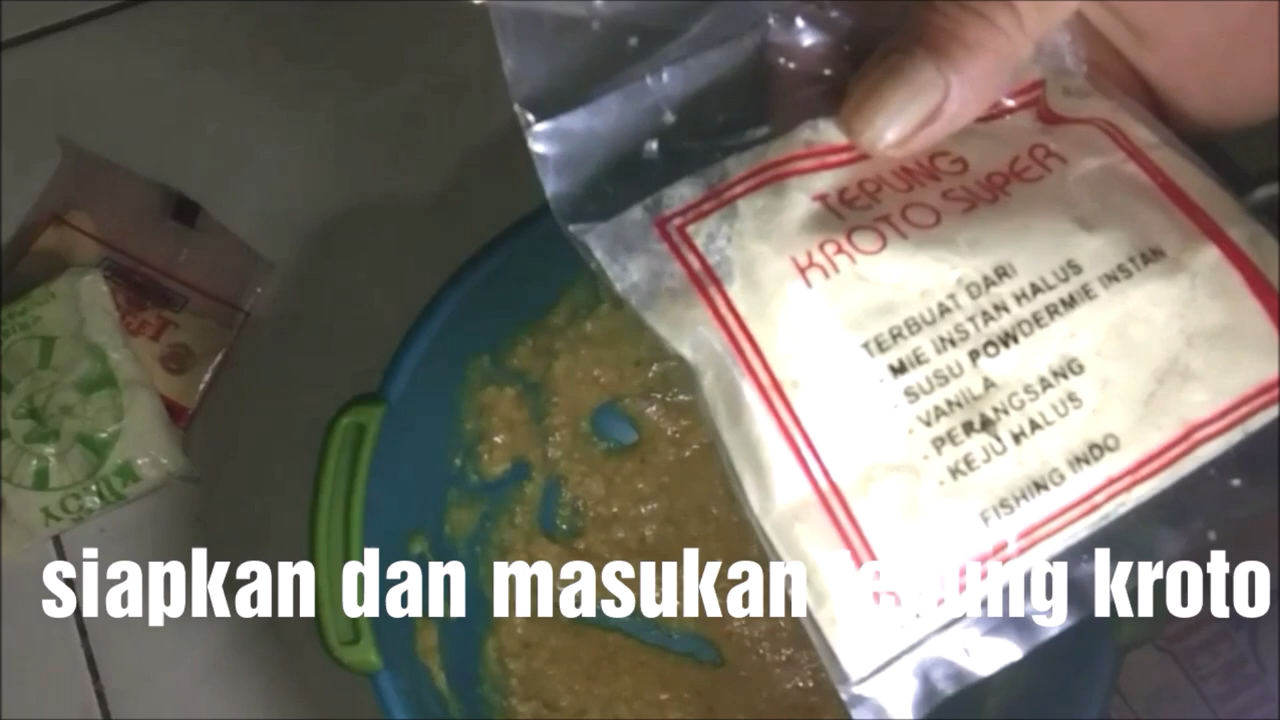 TEPUNG
KROTO SUPER
TERBUAT DARI
- MIE INSTAN HALUS
- SUSU POWDERMIE INSTAN
- VANILA
- PERANGSANG
- KEJU HALUS
FISHING INDO
siapkan dan masukan tepung kroto